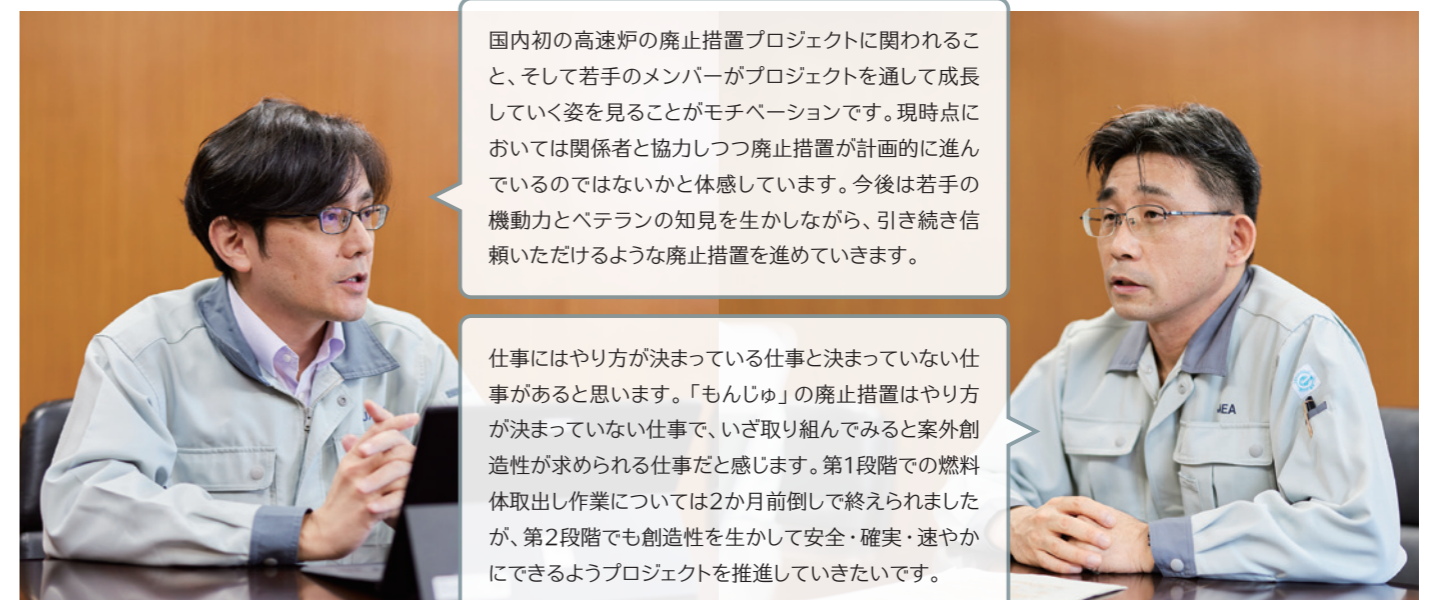 国内初の高速炉の廃止措置プロジェクトに関われるこ
と、そして若手のメンバーがプロジェクトを通して成長
していく姿を見ることがモチベーションです。現時点に
おいては関係者と協力しつつ廃止措置が計画的に進ん
でいるのではないかと体感しています。今後は若手の
機動力とベテランの知見を生かしながら、引き続き信
頼いただけるような廃止措置を進めていきます。
仕事にはやり方が決まっている仕事と決まっていない仕
事があると思います。「もんじゅ」の廃止措置はやり方
が決まっていない仕事で、いざ取り組んでみると案外創
造性が求められる仕事だと感じます。第1段階での燃料
体取出し作業については2か月前倒しで終えられました
が、第2段階でも創造性を生かして安全・確実・速やか
にできるようプロジェクトを推進していきたいです。